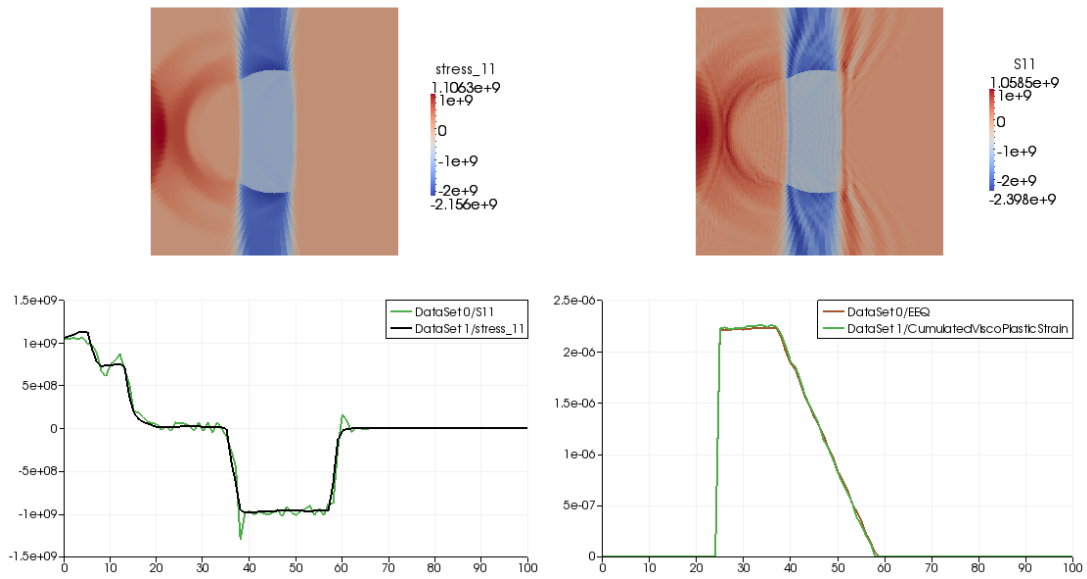 stress_11
1.1063e+9
1e+9
0
-1e+9
-2e+9
-2.156e+9
S11
1.0585e+9
1e+9
0
-1e+9
-2e+9
-2.398e+9
1.5e+09
1e+09
5e+08
0
-5e+08
-1e+09
-1.5e+09
0 10 20 30 40 50 60 70 80 90 100
DataSet 0/S11
DataSet 1/stress_11
2.5e-06
2e-06
1.5e-06
1e-06
5e-07
0
0 10 20 30 40 50 60 70 80 90 100
DataSet 0/EEQ
DataSet 1/CumulatedViscoPlasticStrain